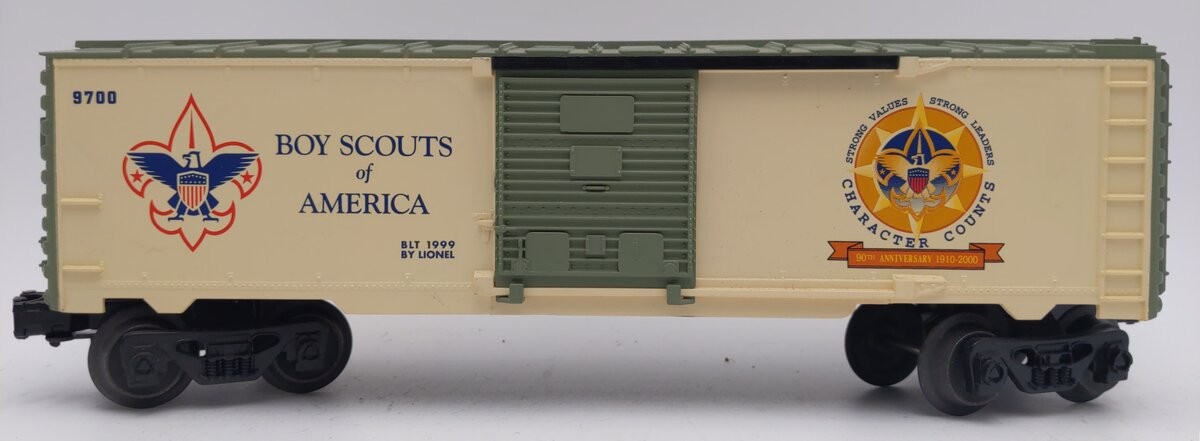 9700
BOY SCOUTS
of
AMERICA
BLT 1999
BY LIONEL
STRONG VALUES STRONG LEADERS
CHARACTER COUNTS
90TH ANNIVERSARY 1910-2000